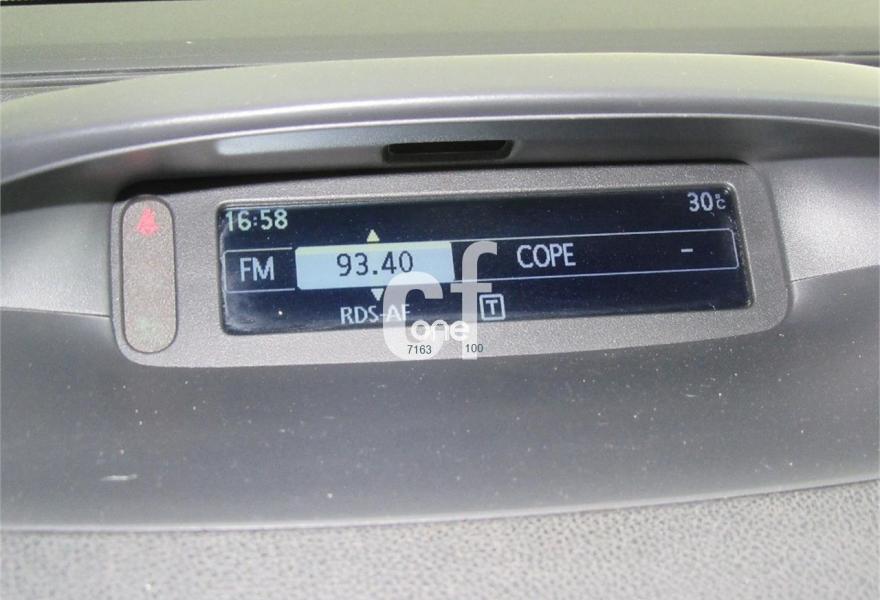 16:58 30°C
FM 93.40 COPE -
RDS-AF T
cf
one
7163 100